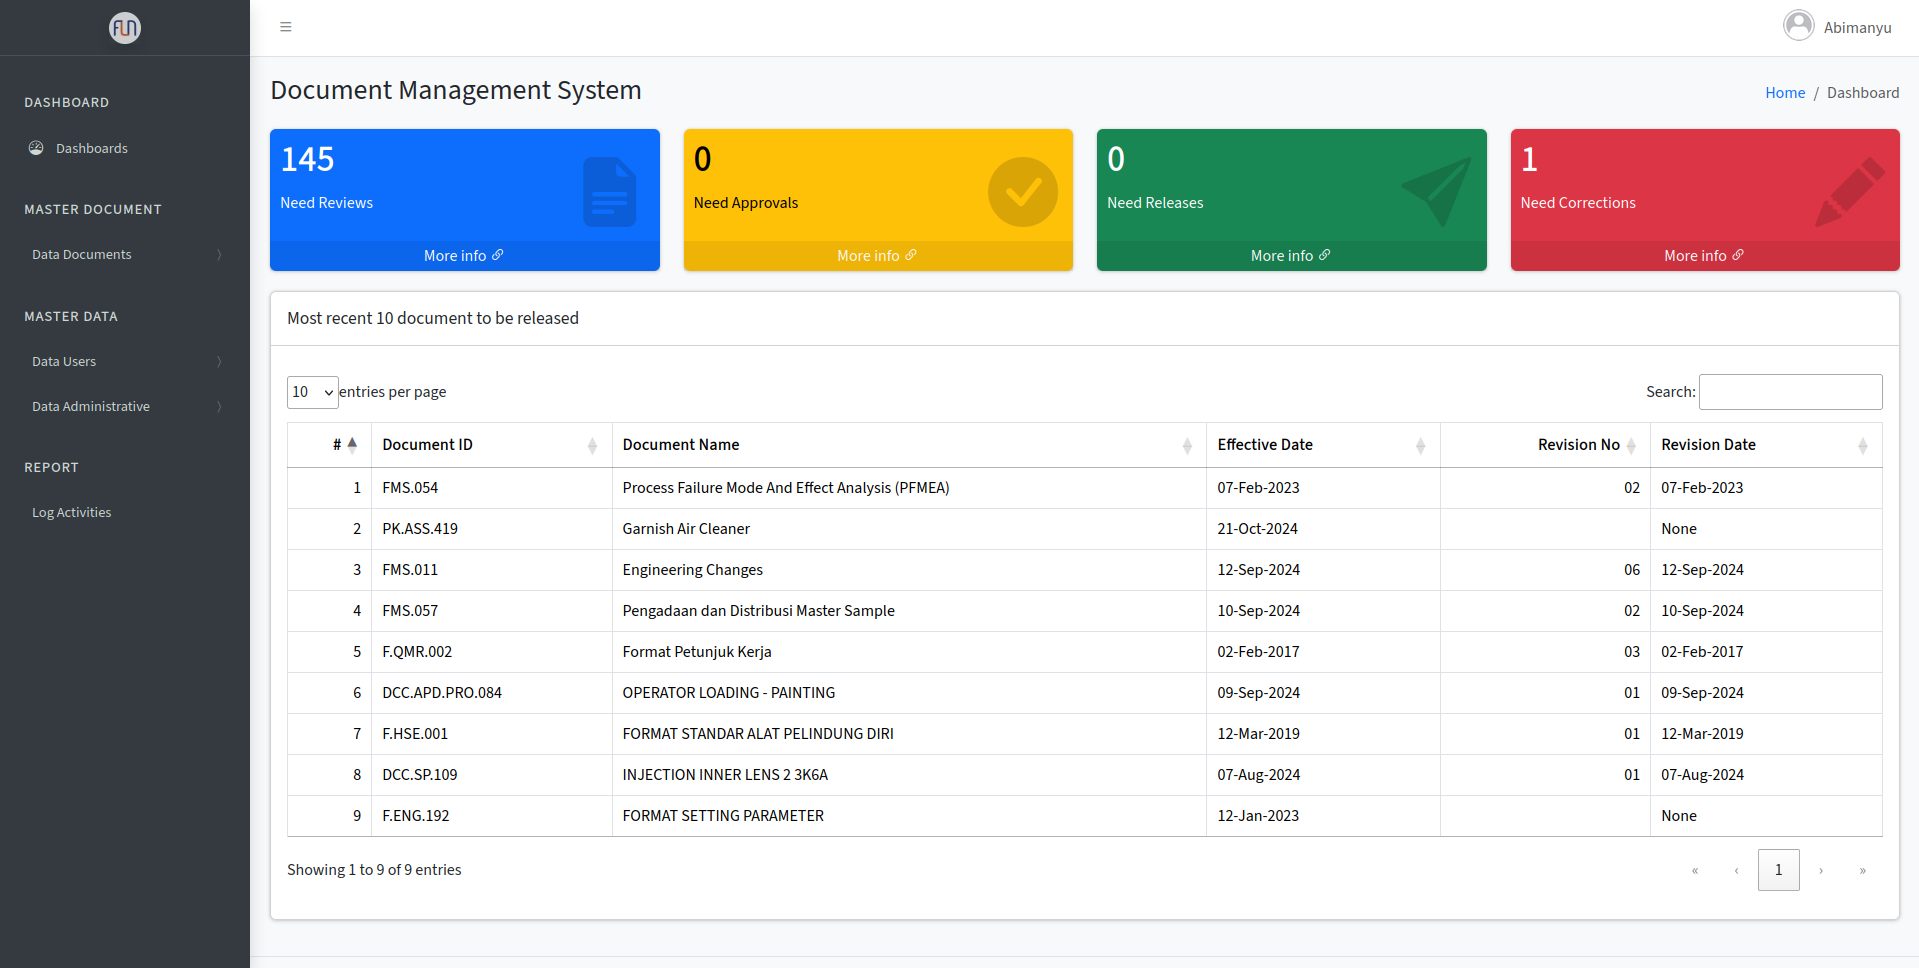 FUN
Abimanyu
DASHBOARD
Dashboards
MASTER DOCUMENT
Data Documents
MASTER DATA
Data Users
Data Administrative
REPORT
Log Activities
Document Management System
Home / Dashboard
145
Need Reviews
More info
0
Need Approvals
More info
0
Need Releases
More info
1
Need Corrections
More info
Most recent 10 document to be released
10 entries per page
Search:
# Document ID Document Name Effective Date Revision No Revision Date
1 FMS.054 Process Failure Mode And Effect Analysis (PFMEA) 07-Feb-2023 02 07-Feb-2023
2 PK.ASS.419 Garnish Air Cleaner 21-Oct-2024 None
3 FMS.011 Engineering Changes 12-Sep-2024 06 12-Sep-2024
4 FMS.057 Pengadaan dan Distribusi Master Sample 10-Sep-2024 02 10-Sep-2024
5 F.QMR.002 Format Petunjuk Kerja 02-Feb-2017 03 02-Feb-2017
6 DCC.APD.PRO.084 OPERATOR LOADING - PAINTING 09-Sep-2024 01 09-Sep-2024
7 F.HSE.001 FORMAT STANDAR ALAT PELINDUNG DIRI 12-Mar-2019 01 12-Mar-2019
8 DCC.SP.109 INJECTION INNER LENS 2 3K6A 07-Aug-2024 01 07-Aug-2024
9 F.ENG.192 FORMAT SETTING PARAMETER 12-Jan-2023 None
Showing 1 to 9 of 9 entries
« ‹ 1 › »